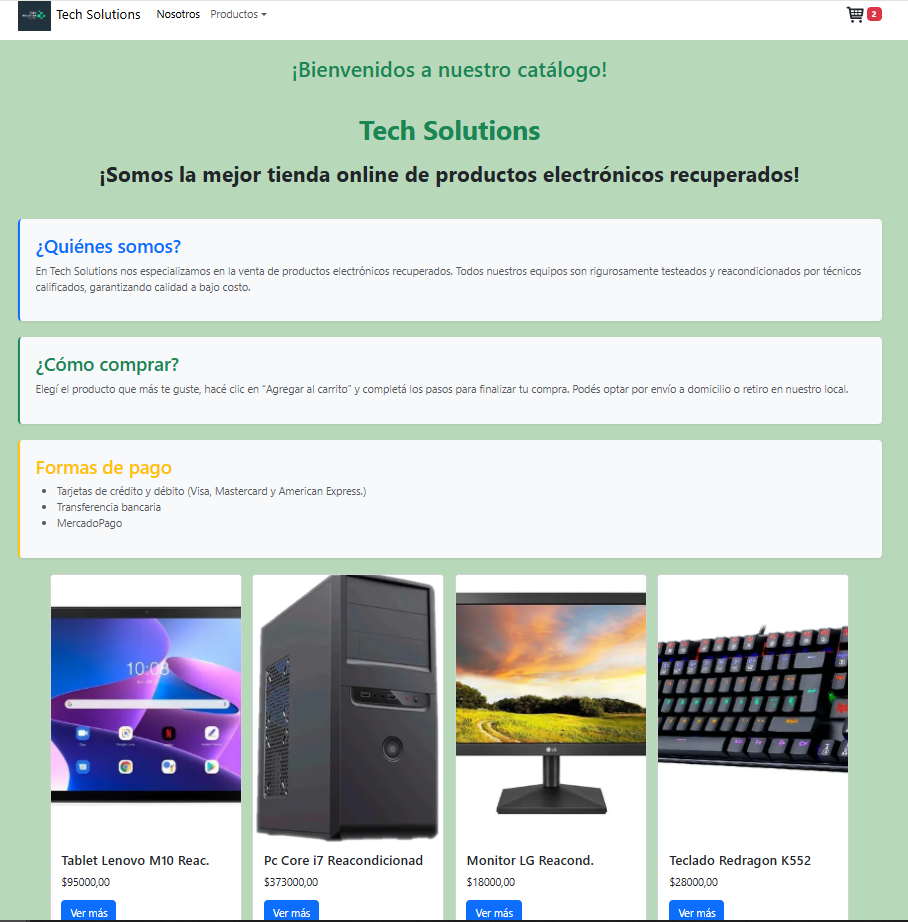 Tech Solutions Nosotros Productos 2
¡Bienvenidos a nuestro catálogo!
Tech Solutions
¡Somos la mejor tienda online de productos electrónicos recuperados!
¿Quiénes somos?
En Tech Solutions nos especializamos en la venta de productos electrónicos recuperados. Todos nuestros equipos son rigurosamente testeados y reacondicionados por técnicos
calificados, garantizando calidad a bajo costo.
¿Cómo comprar?
Elegí el producto que más te guste, hacé clic en “Agregar al carrito” y completá los pasos para finalizar tu compra. Podés optar por envío a domicilio o retiro en nuestro local.
Formas de pago
Tarjetas de crédito y débito (Visa, Mastercard y American Express.)
Transferencia bancaria
MercadoPago
10:08
LG
Tablet Lenovo M10 Reac.
$95000,00
Ver más
Pc Core i7 Reacondicionad
$373000,00
Ver más
Monitor LG Reacond.
$18000,00
Ver más
Teclado Redragon K552
$28000,00
Ver más